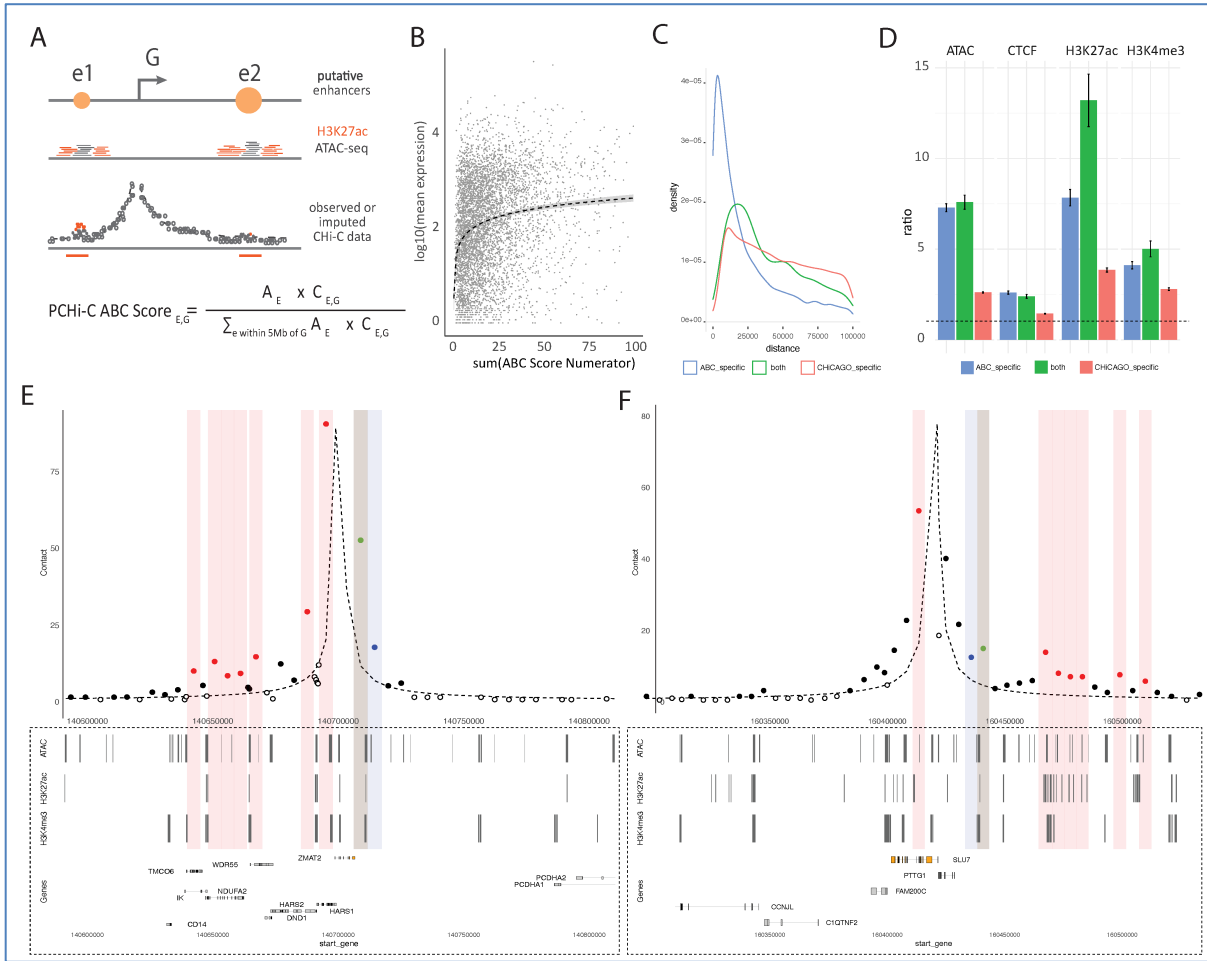 A
e1
G
e2
putative
enhancers
H3K27ac
ATAC-seq
observed or
imputed
CHi-C data
PCHi-C ABC Score E,G = A E x C E,G
∑ e within 5Mb of G A E x C E,G
B
log10(mean expression)
4
2
0
0 25 50 75 100
sum(ABC Score Numerator)
C
density
4e-05
3e-05
2e-05
1e-05
0e+00
0 25000 50000 75000 100000
distance
ABC_specific both CHiCAGO_specific
D
ATAC CTCF H3K27ac H3K4me3
ratio
15
10
5
0
ABC_specific both CHiCAGO_specific
E
Contact
75
50
25
0
140600000 140650000 140700000 140750000 140800000
ATAC
H3K27ac
H3K4me3
Genes
ZMAT2
WDR55
TMCO6
PCDHA2
PCDHA1
NDUFA2
IK
HARS2
HARS1
DND1
CD14
140600000 140650000 140700000 140750000 140800000
start_gene
F
Contact
80
60
40
20
0
160350000 160400000 160450000 160500000
ATAC
H3K27ac
H3K4me3
Genes
SLU7
PTTG1
FAM200C
CCNJL
C1QTNF2
160350000 160400000 160450000 160500000
start_gene